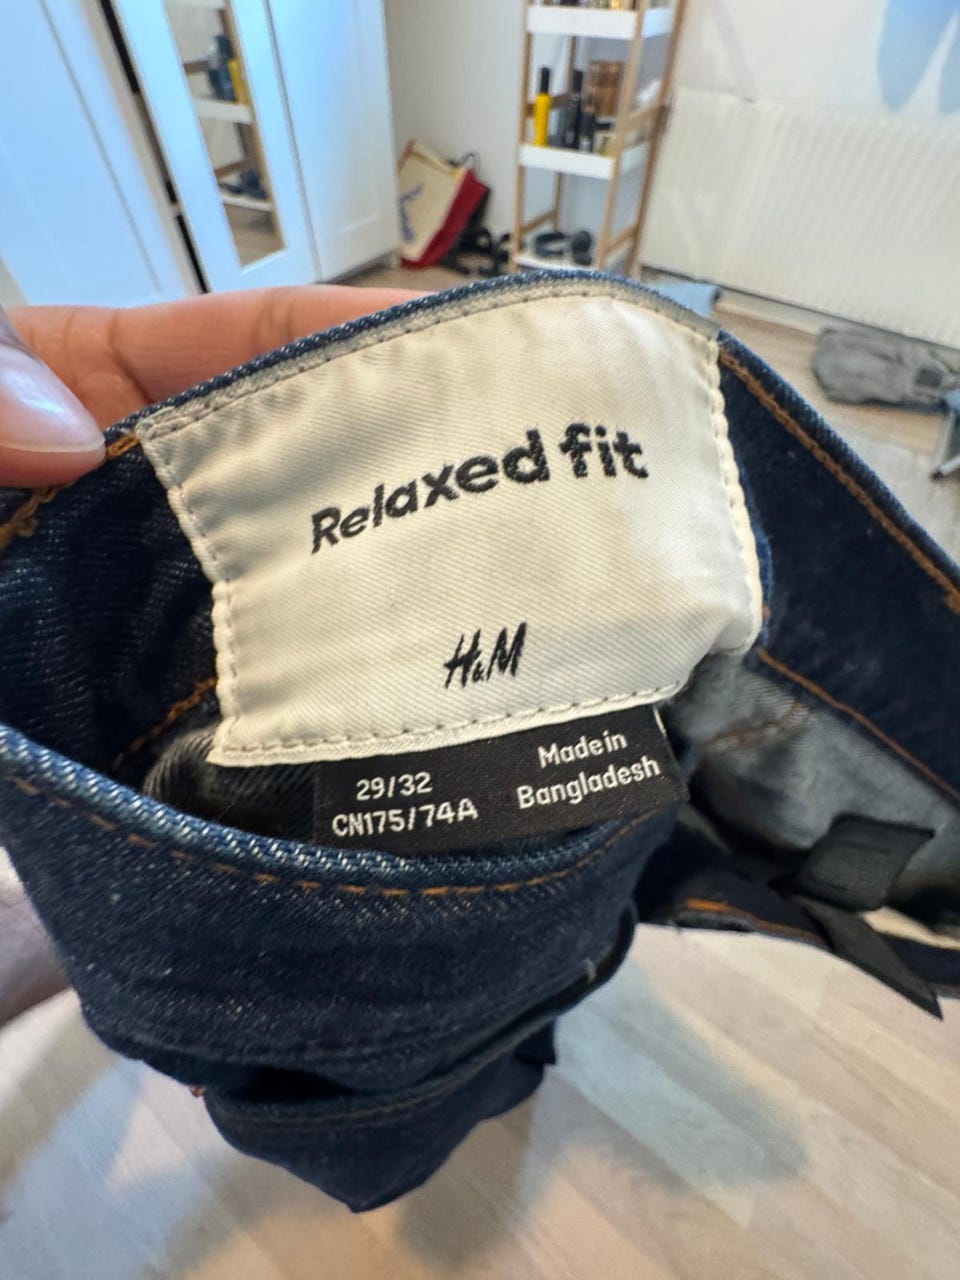 Relaxed fit
H&M
29/32
CN175/74A
Made in
Bangladesh